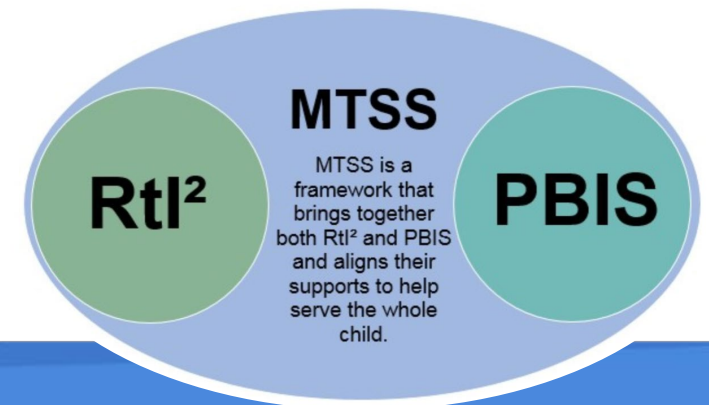 MTSS
RtI²
PBIS
MTSS is a
framework that
brings together
both RtI² and PBIS
and aligns their
supports to help
serve the whole
child.